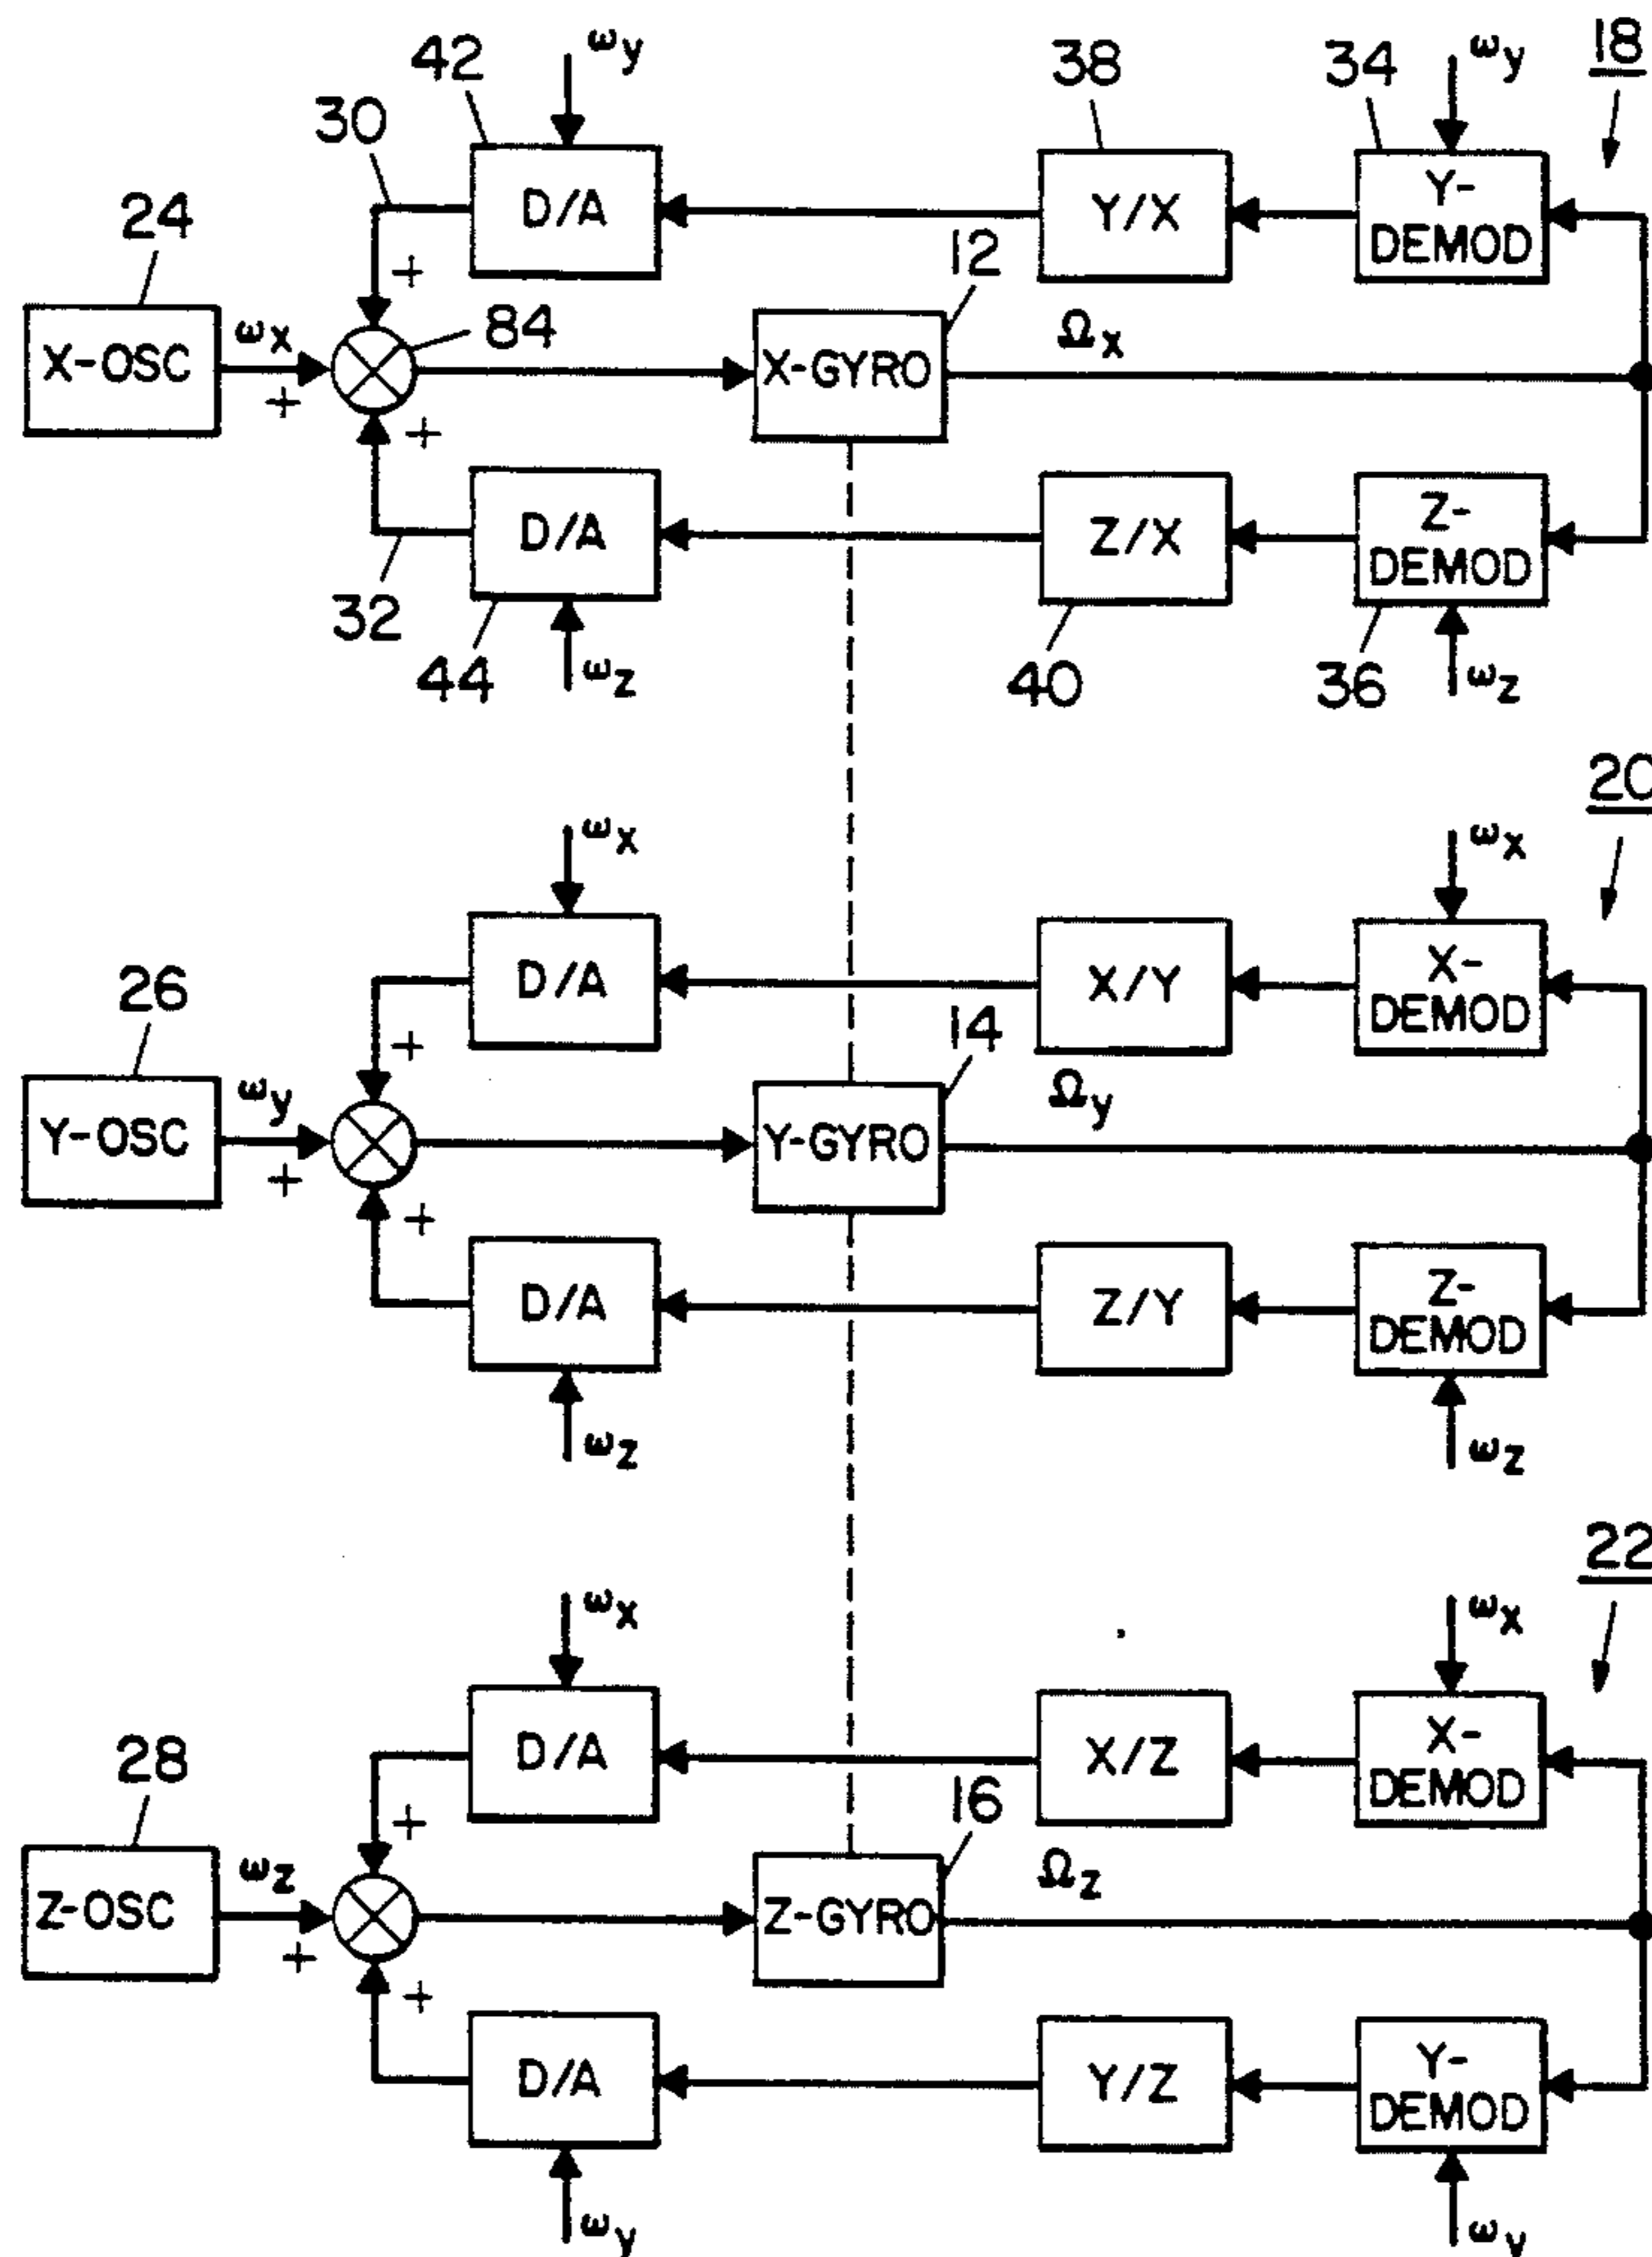 42 ωy 38 34 ωy 18
30
D/A Y/X Y-
DEMOD
24 + 12
X-OSC ωx 84 X-GYRO Ωx
+ +
D/A Z/X Z-
DEMOD
32 44 ωz 40 36 ωz
20
ωx ωx
D/A X/Y X-
DEMOD
26 + 14
Y-OSC ωy Y-GYRO Ωy
+ +
D/A Z/Y Z-
DEMOD
ωz ωz
22
ωx ωx
D/A X/Z X-
DEMOD
28 + 16
Z-OSC ωz Z-GYRO Ωz
+ +
D/A Y/Z Y-
DEMOD
ωy ωy